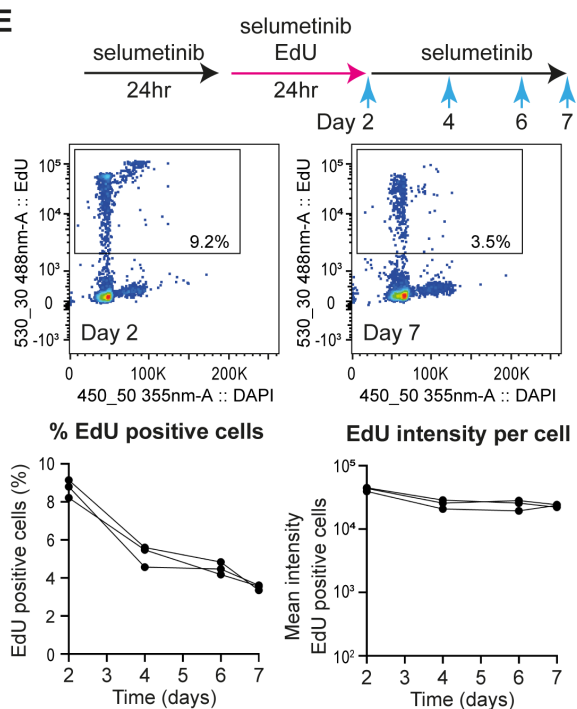 E
selumetinib
EdU
selumetinib selumetinib
24hr 24hr
Day 2 4 6 7
530_30 488nm-A :: EdU
10⁵
10⁴
10³
0
-10³
9.2%
Day 2
0 100K 200K
450_50 355nm-A :: DAPI
530_30 488nm-A :: EdU
10⁵
10⁴
10³
0
-10³
3.5%
Day 7
0 100K 200K
450_50 355nm-A :: DAPI
% EdU positive cells
EdU positive cells (%)
10
8
6
4
2
0
2 3 4 5 6 7
Time (days)
EdU intensity per cell
Mean intensity
EdU positive cells
10⁵
10⁴
10³
10²
2 3 4 5 6 7
Time (days)